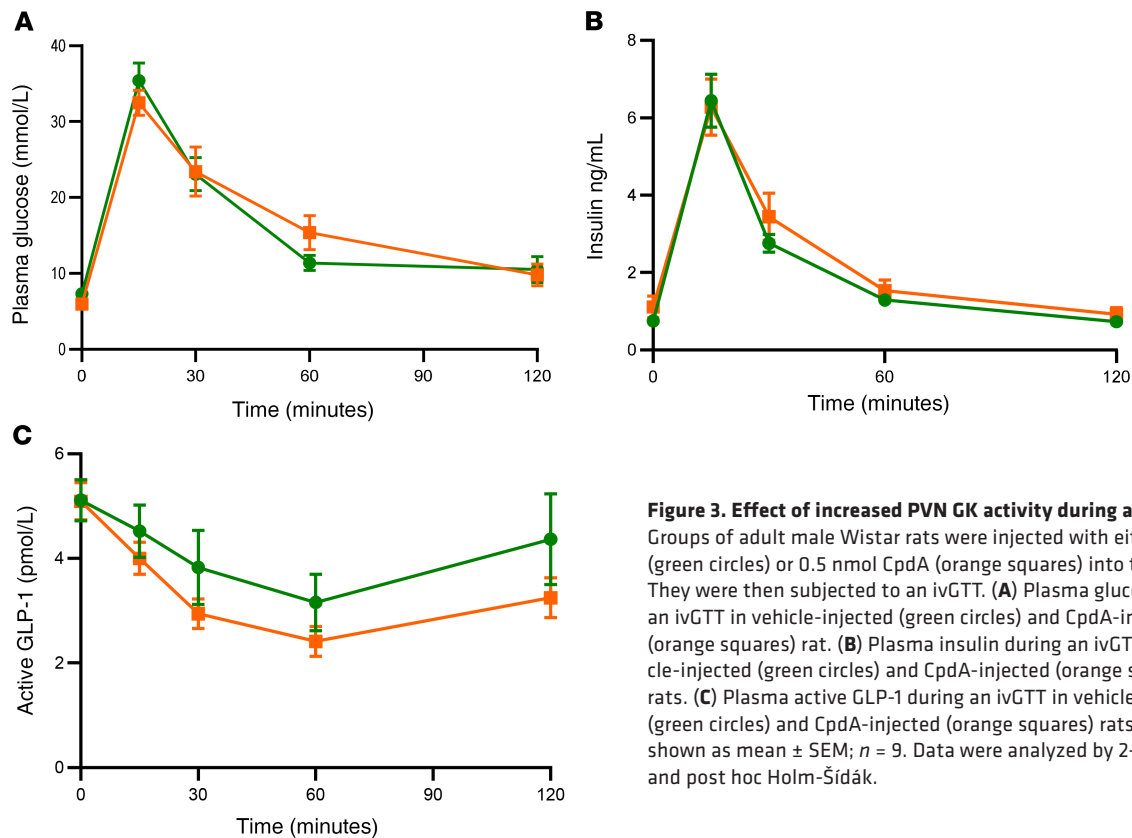 A
Plasma glucose (mmol/L)
40
30
20
10
0
0 30 60 90 120
Time (minutes)
B
Insulin ng/mL
8
6
4
2
0
0 60 120
Time (minutes)
C
Active GLP-1 (pmol/L)
6
4
2
0
0 30 60 90 120
Time (minutes)
Figure 3. Effect of increased PVN GK activity during a
Groups of adult male Wistar rats were injected with ei
(green circles) or 0.5 nmol CpdA (orange squares) into t
They were then subjected to an ivGTT. (A) Plasma gluc
an ivGTT in vehicle-injected (green circles) and CpdA-i
(orange squares) rat. (B) Plasma insulin during an ivGT
cle-injected (green circles) and CpdA-injected (orange s
rats. (C) Plasma active GLP-1 during an ivGTT in vehicle
(green circles) and CpdA-injected (orange squares) rats
shown as mean ± SEM; n = 9. Data were analyzed by 2-
and post hoc Holm-Šídák.